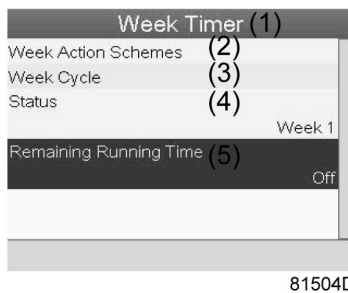 Week Timer (1)
Week Action Schemes (2)
Week Cycle (3)
Status (4)
Week 1
Remaining Running Time (5)
Off
81504D